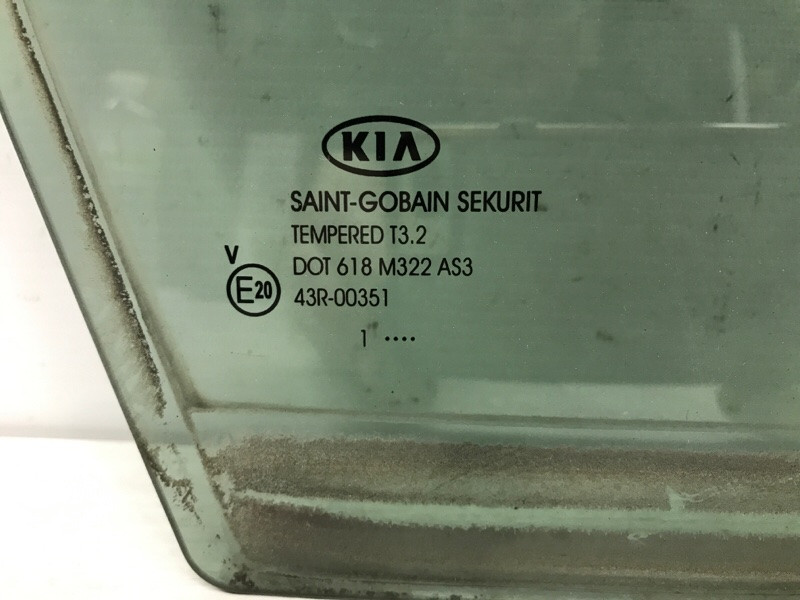 KIA
SAINT-GOBAIN SEKURIT
TEMPERED T3.2
V
DOT 618 M322 AS3
E20
43R-00351
1 ....